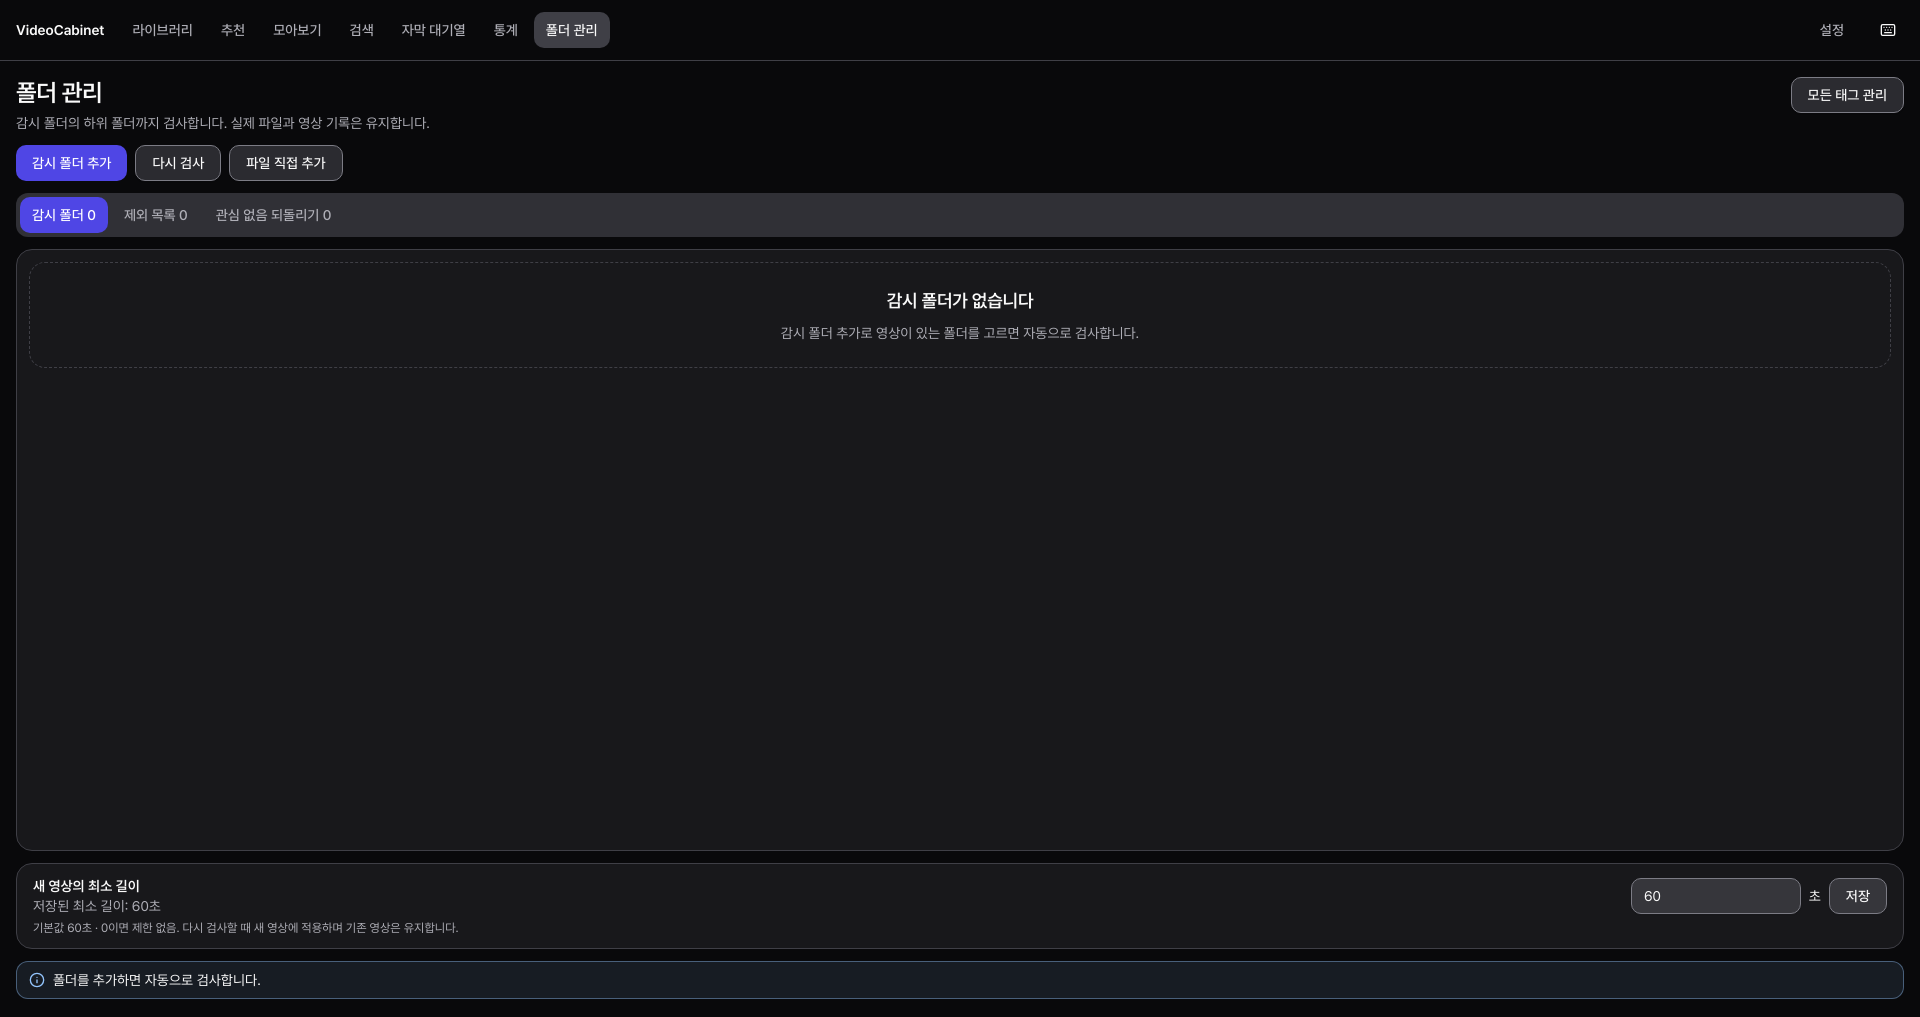 VideoCabinet 라이브러리 추천 모아보기 검색 자막 대기열 통계 폴더 관리 설정
폴더 관리
모든 태그 관리
감시 폴더의 하위 폴더까지 검사합니다. 실제 파일과 영상 기록은 유지합니다.
감시 폴더 추가 다시 검사 파일 직접 추가
감시 폴더 0 제외 목록 0 관심 없음 되돌리기 0
감시 폴더가 없습니다
감시 폴더 추가로 영상이 있는 폴더를 고르면 자동으로 검사합니다.
새 영상의 최소 길이
저장된 최소 길이: 60초
기본값 60초 · 0이면 제한 없음. 다시 검사할 때 새 영상에 적용하며 기존 영상은 유지합니다.
60 초 저장
폴더를 추가하면 자동으로 검사합니다.